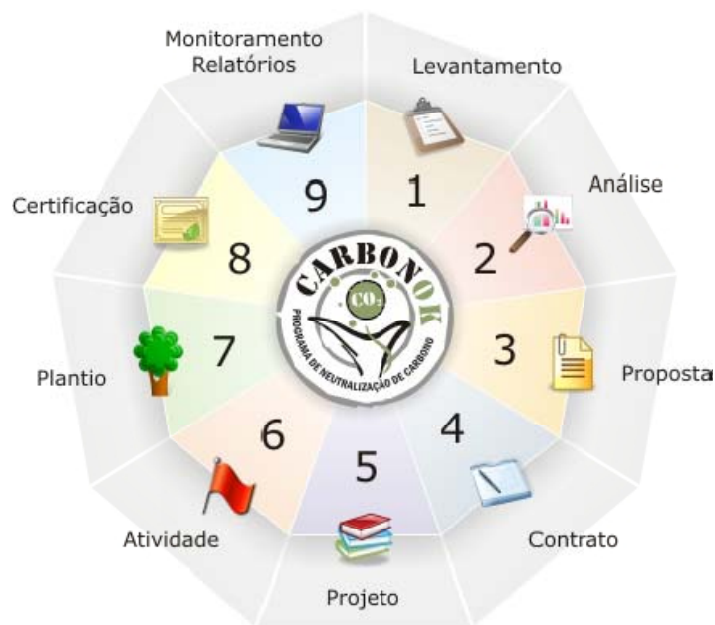 Monitoramento
Relatórios
Levantamento
Certificação
Análise
9
1
8
2
CARBONOK
CO₂
PROGRAMA DE NEUTRALIZAÇÃO DE CARBONO
7
3
Plantio
Proposta
6
4
5
Atividade
Contrato
Projeto